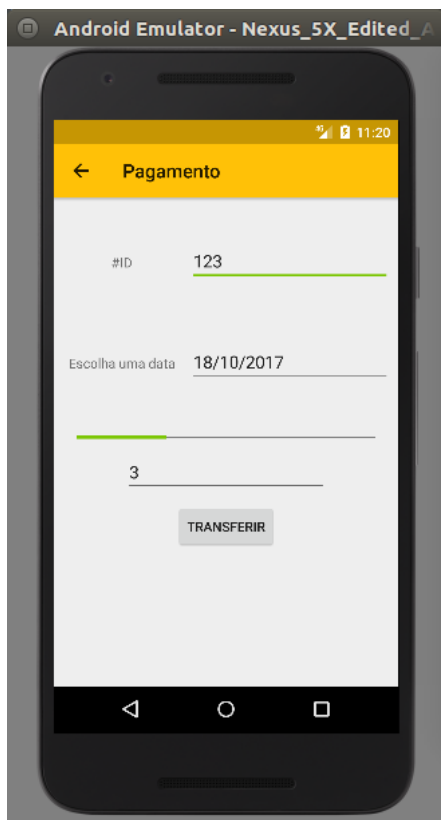 Android Emulator - Nexus_5X_Edited_A
11:20
Pagamento
#ID 123
Escolha uma data 18/10/2017
3
TRANSFERIR